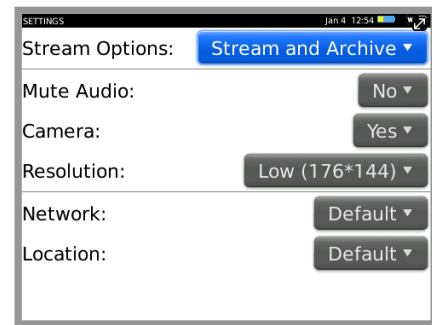 SETTINGS Jan 4 12:54
Stream Options: Stream and Archive
Mute Audio: No
Camera: Yes
Resolution: Low (176*144)
Network: Default
Location: Default